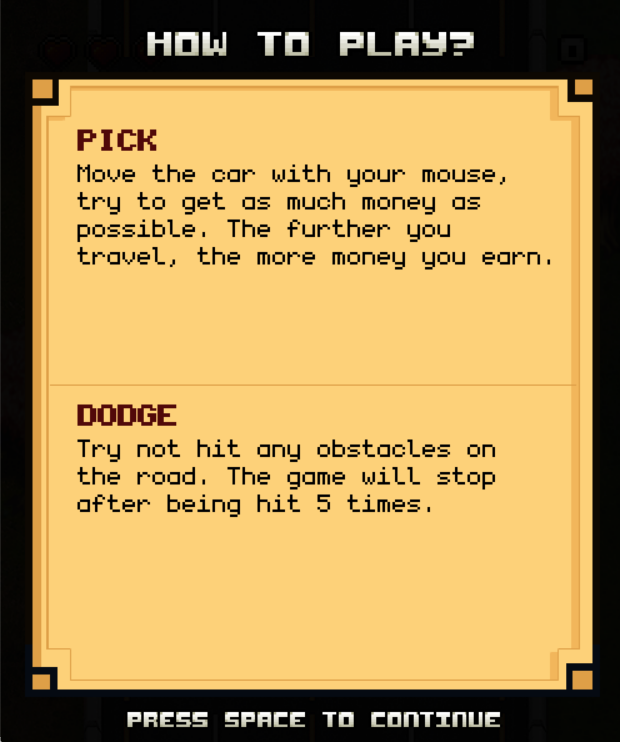 HOW TO PLAY?
PICK
Move the car with your mouse,
try to get as much money as
possible. The further you
travel, the more money you earn.
DODGE
Try not hit any obstacles on
the road. The game will stop
after being hit 5 times.
PRESS SPACE TO CONTINUE